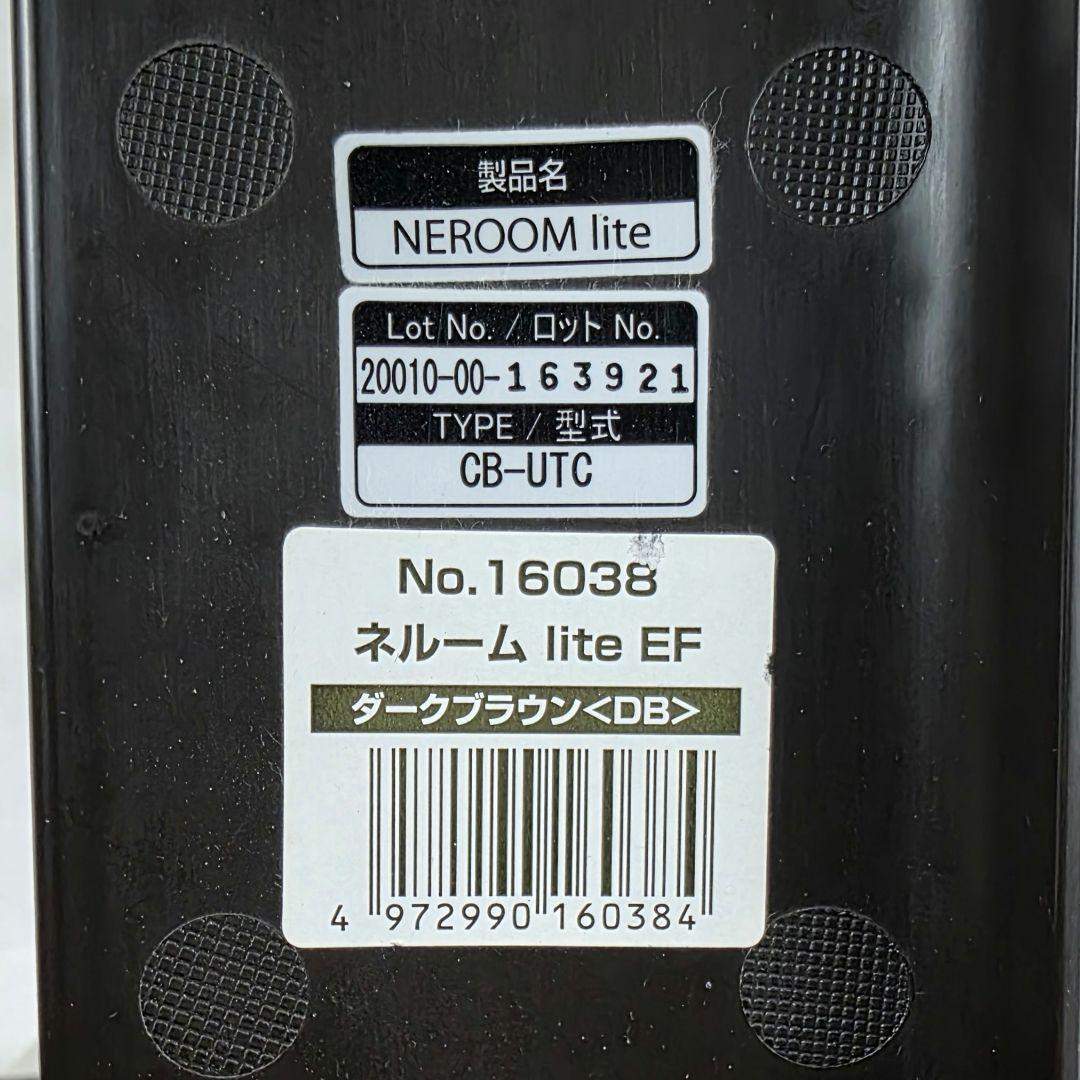 製品名
NEROOM lite
Lot No. / ロット No.
20010-00-163921
TYPE / 型式
CB-UTC
No.16038
ネルーム lite EF
ダークブラウン<DB>
4 972990 160384